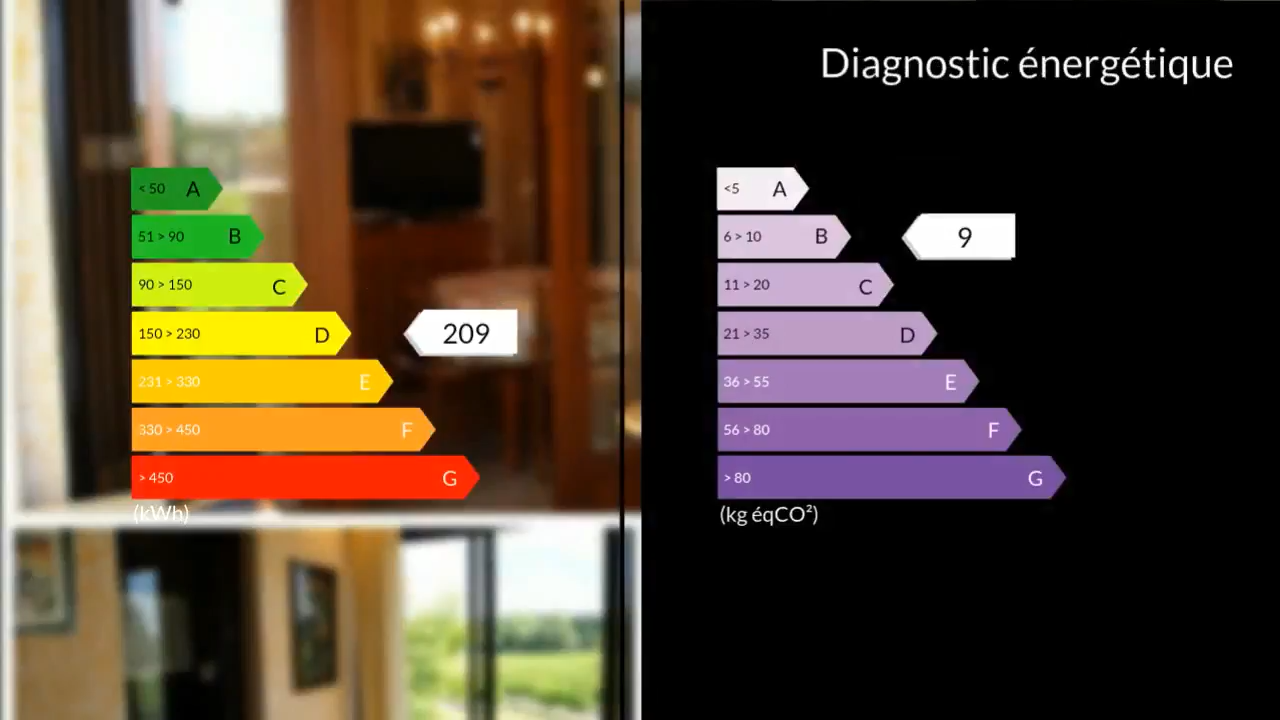 Diagnostic énergétique
< 50 A
51 > 90 B
90 > 150 C
150 > 230 D
209
231 > 330 E
330 > 450 F
> 450 G
(kWh)
<5 A
6 > 10 B
9
11 > 20 C
21 > 35 D
36 > 55 E
56 > 80 F
> 80 G
(kg éqCO²)